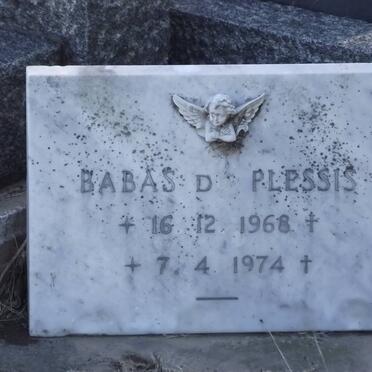 BABAS D PLESSIS
+ 16 12 1968 †
+ 7. 4 1974 †